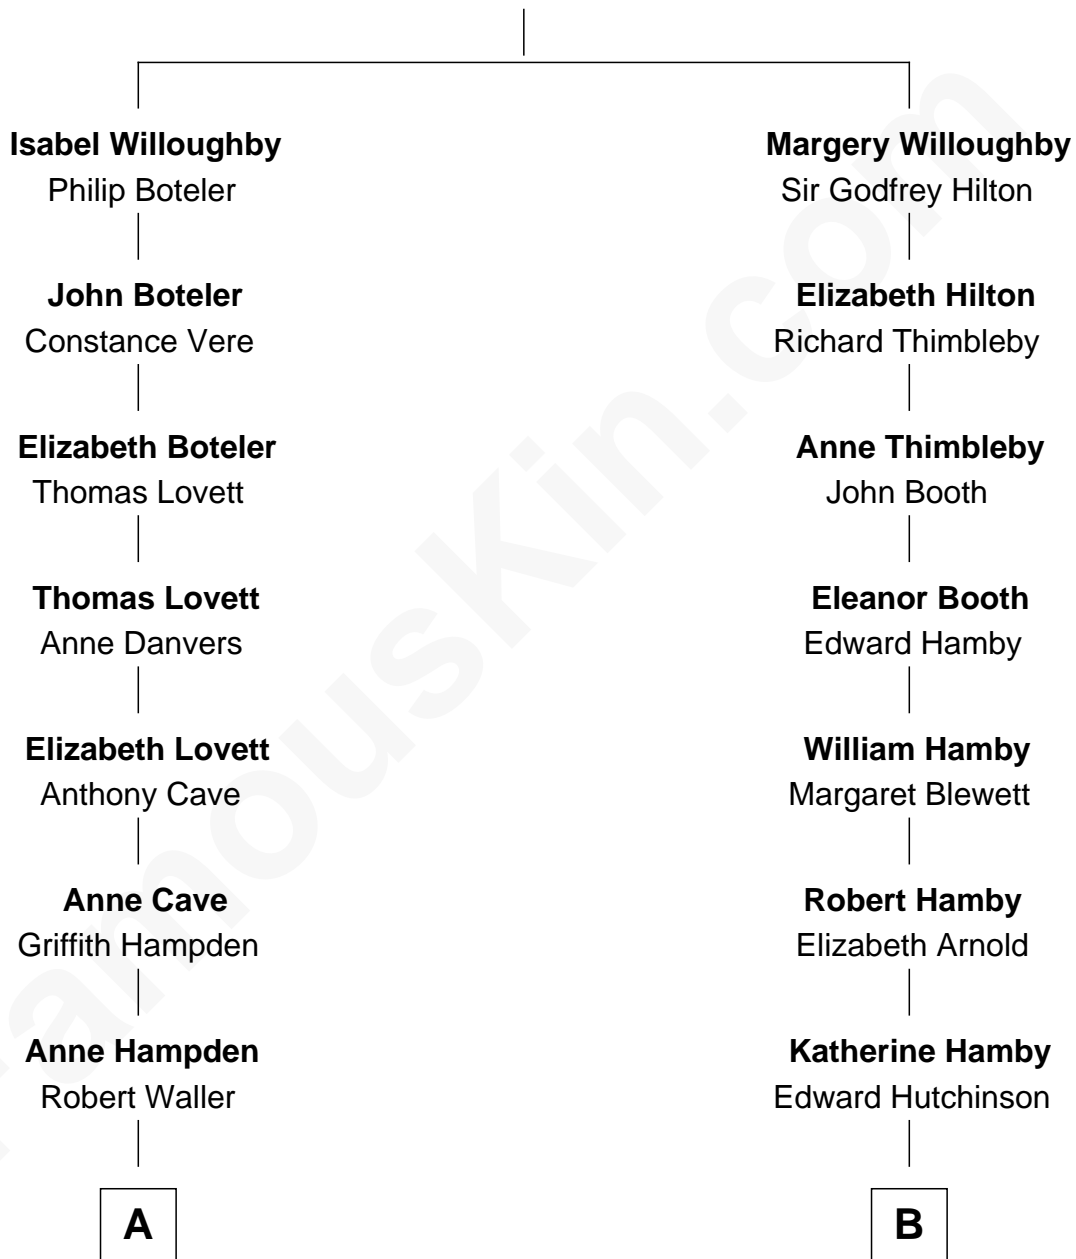 Isabel Willoughby
Philip Boteler
John Boteler
Constance Vere
Elizabeth Boteler
Thomas Lovett
Thomas Lovett
Anne Danvers
Elizabeth Lovett
Anthony Cave
Anne Cave
Griffith Hampden
Anne Hampden
Robert Waller
A
Margery Willoughby
Sir Godfrey Hilton
Elizabeth Hilton
Richard Thimbleby
Anne Thimbleby
John Booth
Eleanor Booth
Edward Hamby
William Hamby
Margaret Blewett
Robert Hamby
Elizabeth Arnold
Katherine Hamby
Edward Hutchinson
B
FamousKin.com